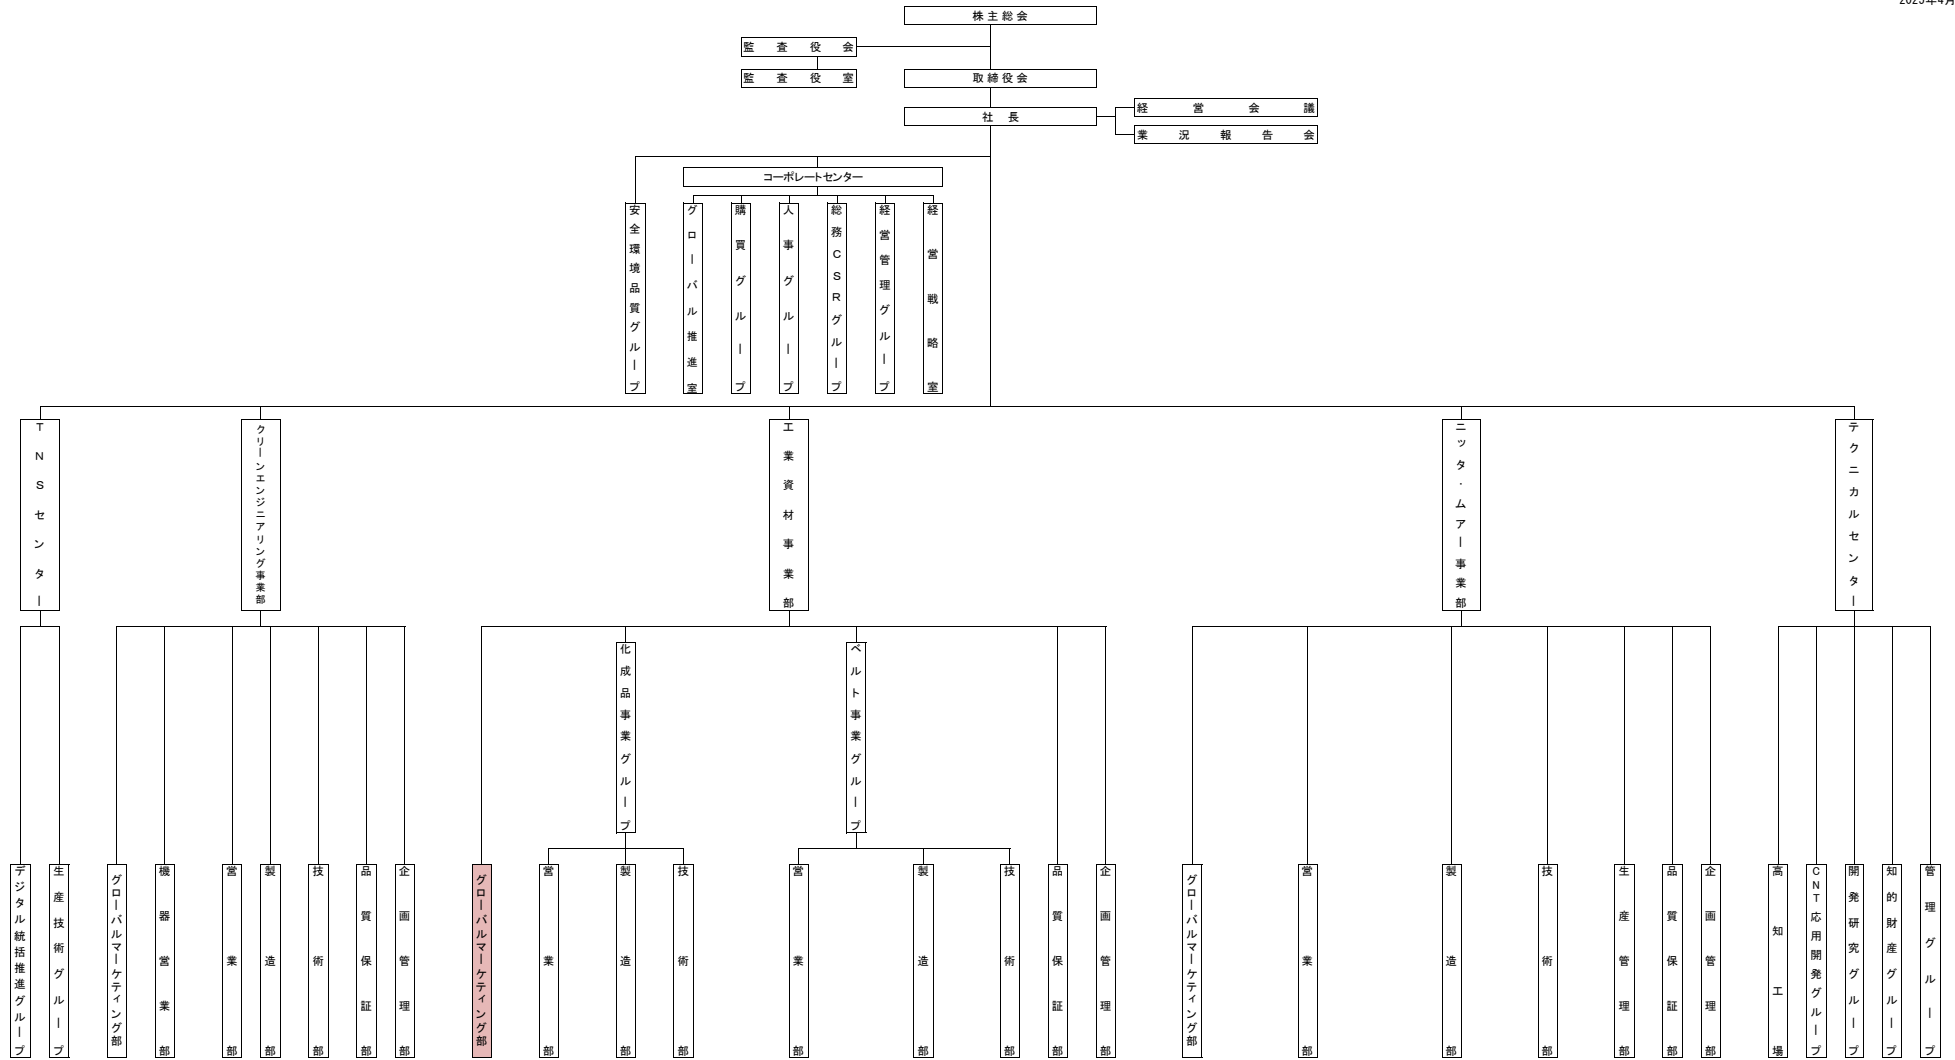 株主総会
監査役会
監査役室
取締役会
社長
経営会議
業況報告会
コーポレートセンター
安全環境品質グループ
グローバル推進室
購買グループ
人事グループ
総務CSRグループ
経営管理グループ
経営戦略室
TNSセンター
クリーンエンジニアリング事業部
工業資材事業部
ニッタ・ムアー事業部
テクニカルセンター
化成品事業グループ
ベルト事業グループ
デジタル統括推進グループ
生産技術グループ
グローバルマーケティング部
機器営業部
営業部
製造部
技術部
品質保証部
企画管理部
グローバルマーケティング部
営業部
製造部
技術部
営業部
製造部
技術部
品質保証部
企画管理部
グローバルマーケティング部
営業部
製造部
技術部
生産管理部
品質保証部
企画管理部
高知工場
CNT応用開発グループ
開発研究グループ
知的財産グループ
管理グループ